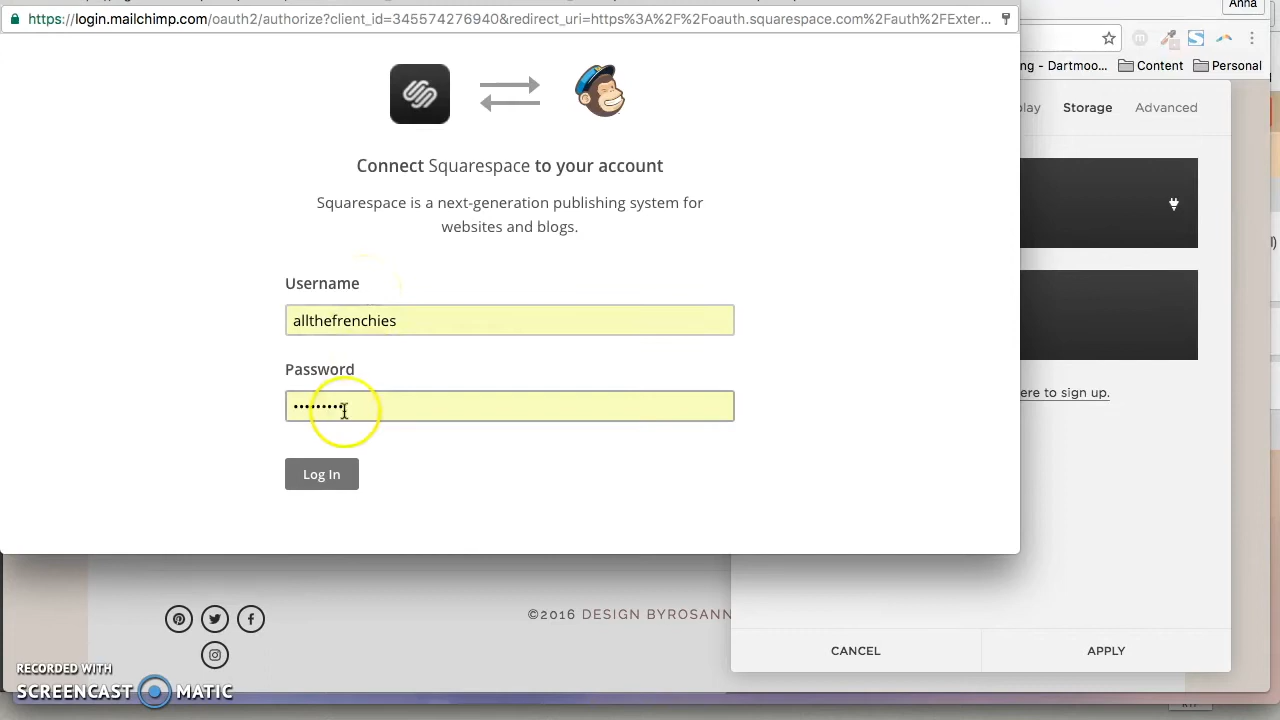 Anna
https://login.mailchimp.com/oauth2/authorize?client_id=345574276940&redirect_uri=https%3A%2F%2Foauth.squarespace.com%2Fauth%2FExter...
ng - Dartmoo... Content Personal
play Storage Advanced
Connect Squarespace to your account
Squarespace is a next-generation publishing system for
websites and blogs.
Username
allthefrenchies
Password
•••••••••
Log In
ere to sign up.
©2016 DESIGN BYROSANN
CANCEL APPLY
RECORDED WITH
SCREENCAST MATIC